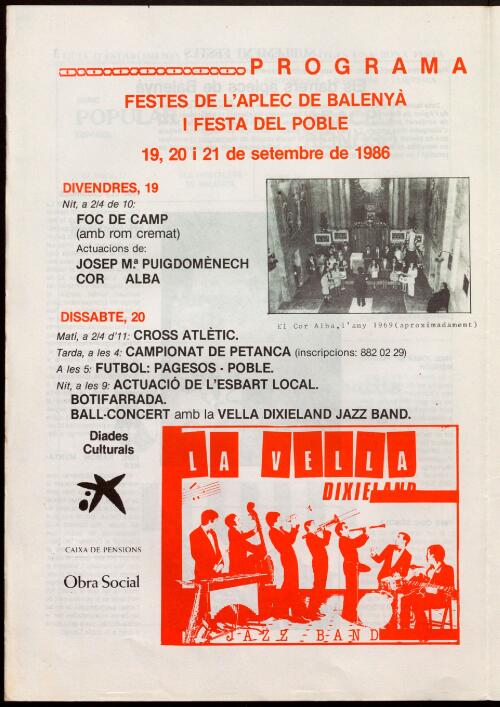 PROGRAMA
FESTES DE L'APLEC DE BALENYÀ
I FESTA DEL POBLE
19, 20 i 21 de setembre de 1986
DIVENDRES, 19
Nit, a 2/4 de 10:
FOC DE CAMP
(amb rom cremat)
Actuacions de:
JOSEP M.ª PUIGDOMÈNECH
COR ALBA
El Cor Alba, l'any 1969(aproximadament)
DISSABTE, 20
Matí, a 2/4 d'11: CROSS ATLÈTIC.
Tarda, a les 4: CAMPIONAT DE PETANCA (inscripcions: 882 02 29)
A les 5: FUTBOL: PAGESOS - POBLE.
Nit, a les 9: ACTUACIÓ DE L'ESBART LOCAL.
BOTIFARRADA.
BALL-CONCERT amb la VELLA DIXIELAND JAZZ BAND.
Diades
Culturals
CAIXA DE PENSIONS
Obra Social
LA VELLA
DIXIELAND
JAZZ BAND